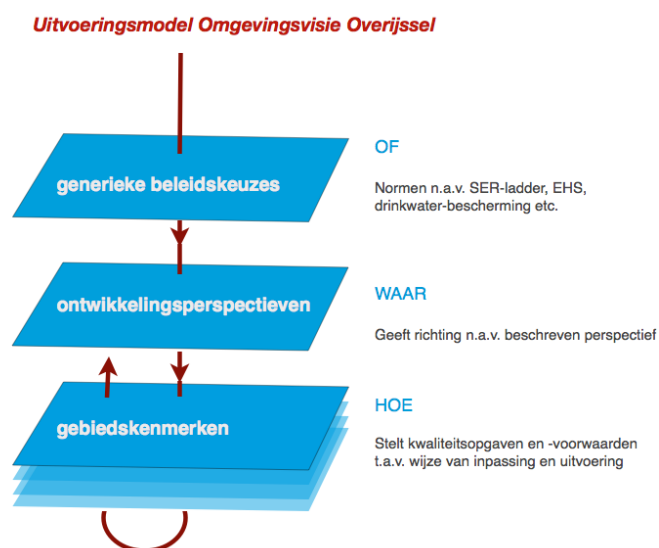 Uitvoeringsmodel Omgevingsvisie Overijssel
generieke beleidskeuzes
OF
Normen n.a.v. SER-ladder, EHS,
drinkwater-bescherming etc.
ontwikkelingsperspectieven
WAAR
Geeft richting n.a.v. beschreven perspectief
gebiedskenmerken
HOE
Stelt kwaliteitsopgaven en -voorwaarden
t.a.v. wijze van inpassing en uitvoering